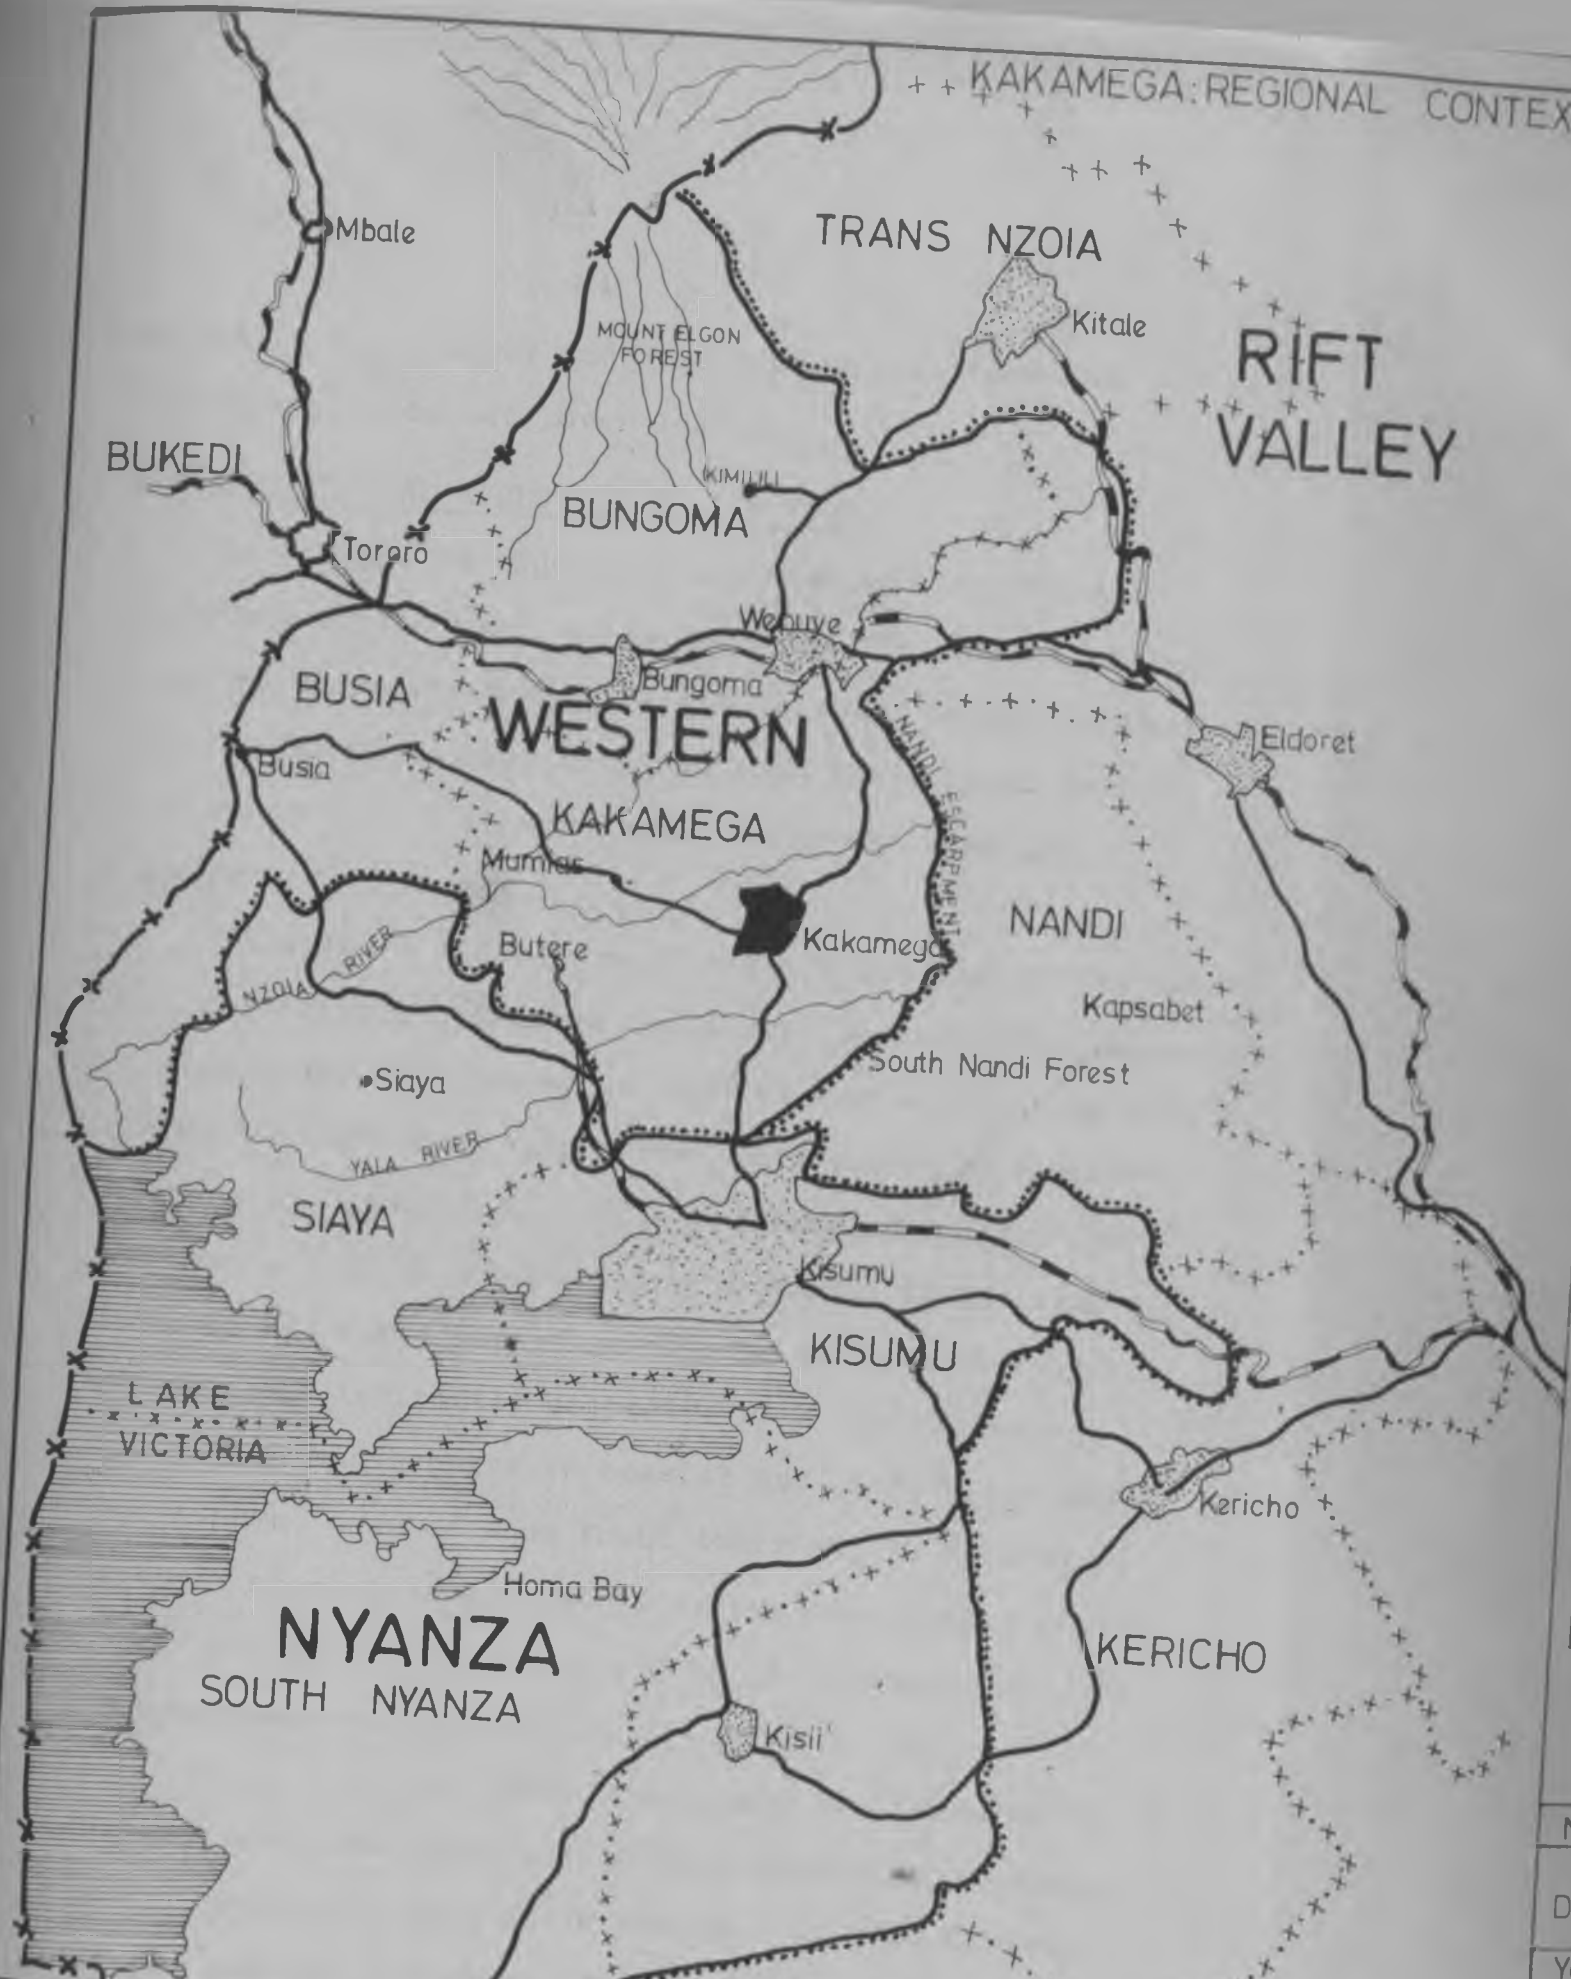 KAKAMEGA: REGIONAL CONTEX
TRANS NZOIA
Mbale
Kitale
MOUNT ELGON
FOREST
RIFT
VALLEY
BUKEDI
KIMILILI
BUNGOMA
Tororo
Webuye
Bungoma
BUSIA
WESTERN
NANDI ESCARPMENT
Eldoret
Busia
KAKAMEGA
Mumias
NANDI
Butere
Kakamega
NZOIA RIVER
Kapsabet
South Nandi Forest
Siaya
YALA RIVER
SIAYA
Kisumu
KISUMU
LAKE
VICTORIA
Kericho
Homa Bay
NYANZA
KERICHO
SOUTH NYANZA
Kisii
D